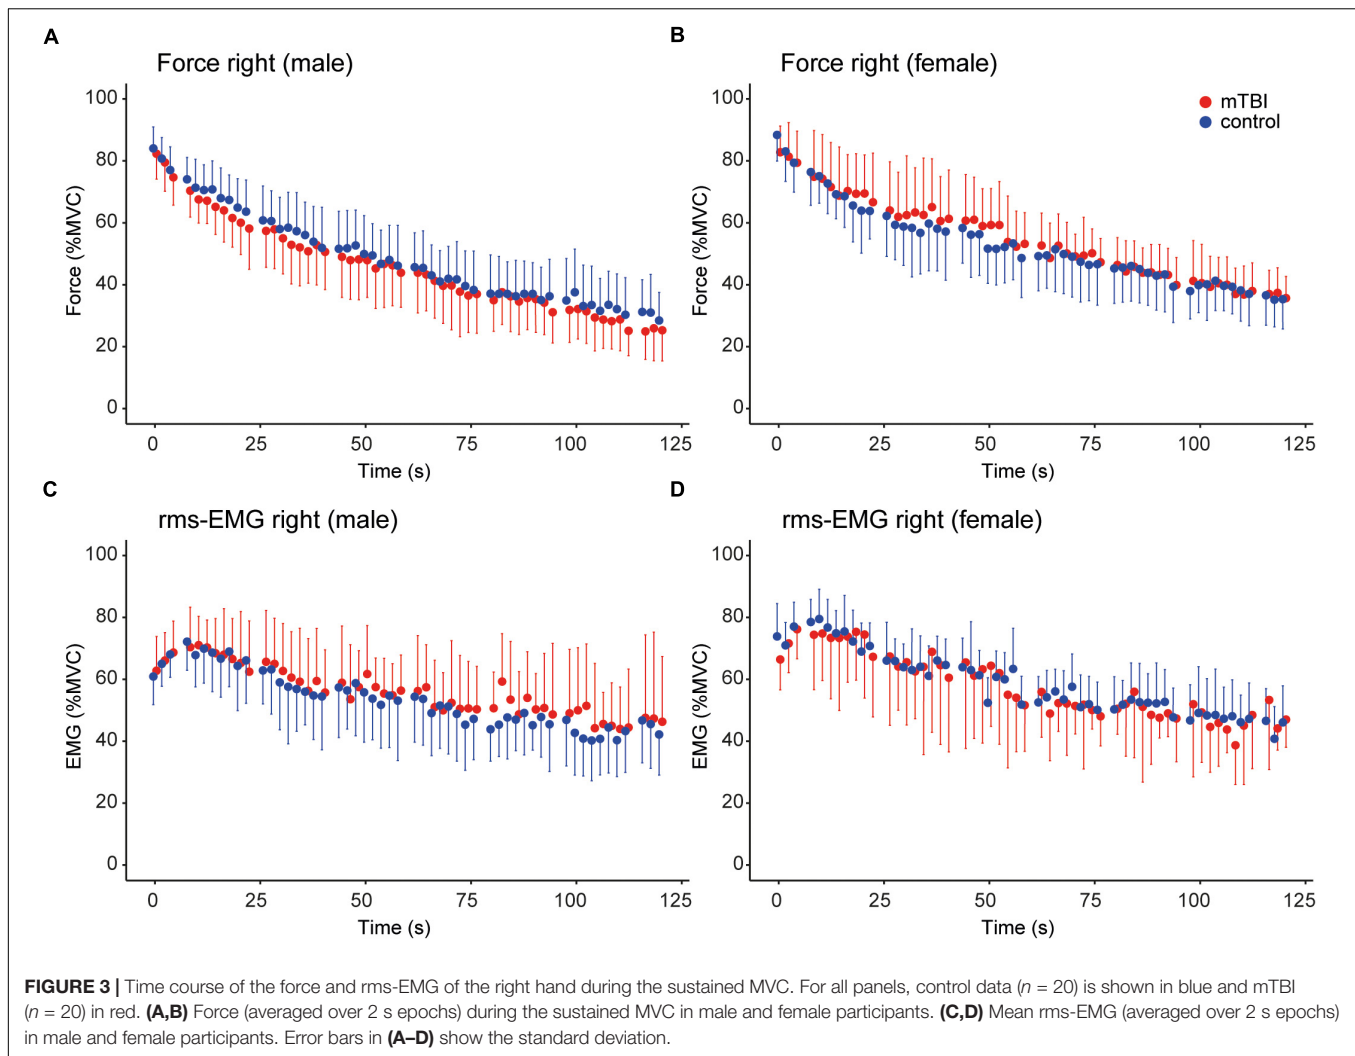 A
Force right (male)
100
80
60
40
20
0
Force (%MVC)
0 25 50 75 100 125
Time (s)
B
Force right (female)
mTBI
control
100
80
60
40
20
0
Force (%MVC)
0 25 50 75 100 125
Time (s)
C
rms-EMG right (male)
100
80
60
40
20
0
EMG (%MVC)
0 25 50 75 100 125
Time (s)
D
rms-EMG right (female)
100
80
60
40
20
0
EMG (%MVC)
0 25 50 75 100 125
Time (s)
FIGURE 3 | Time course of the force and rms-EMG of the right hand during the sustained MVC. For all panels, control data (n = 20) is shown in blue and mTBI
(n = 20) in red. (A,B) Force (averaged over 2 s epochs) during the sustained MVC in male and female participants. (C,D) Mean rms-EMG (averaged over 2 s epochs)
in male and female participants. Error bars in (A–D) show the standard deviation.